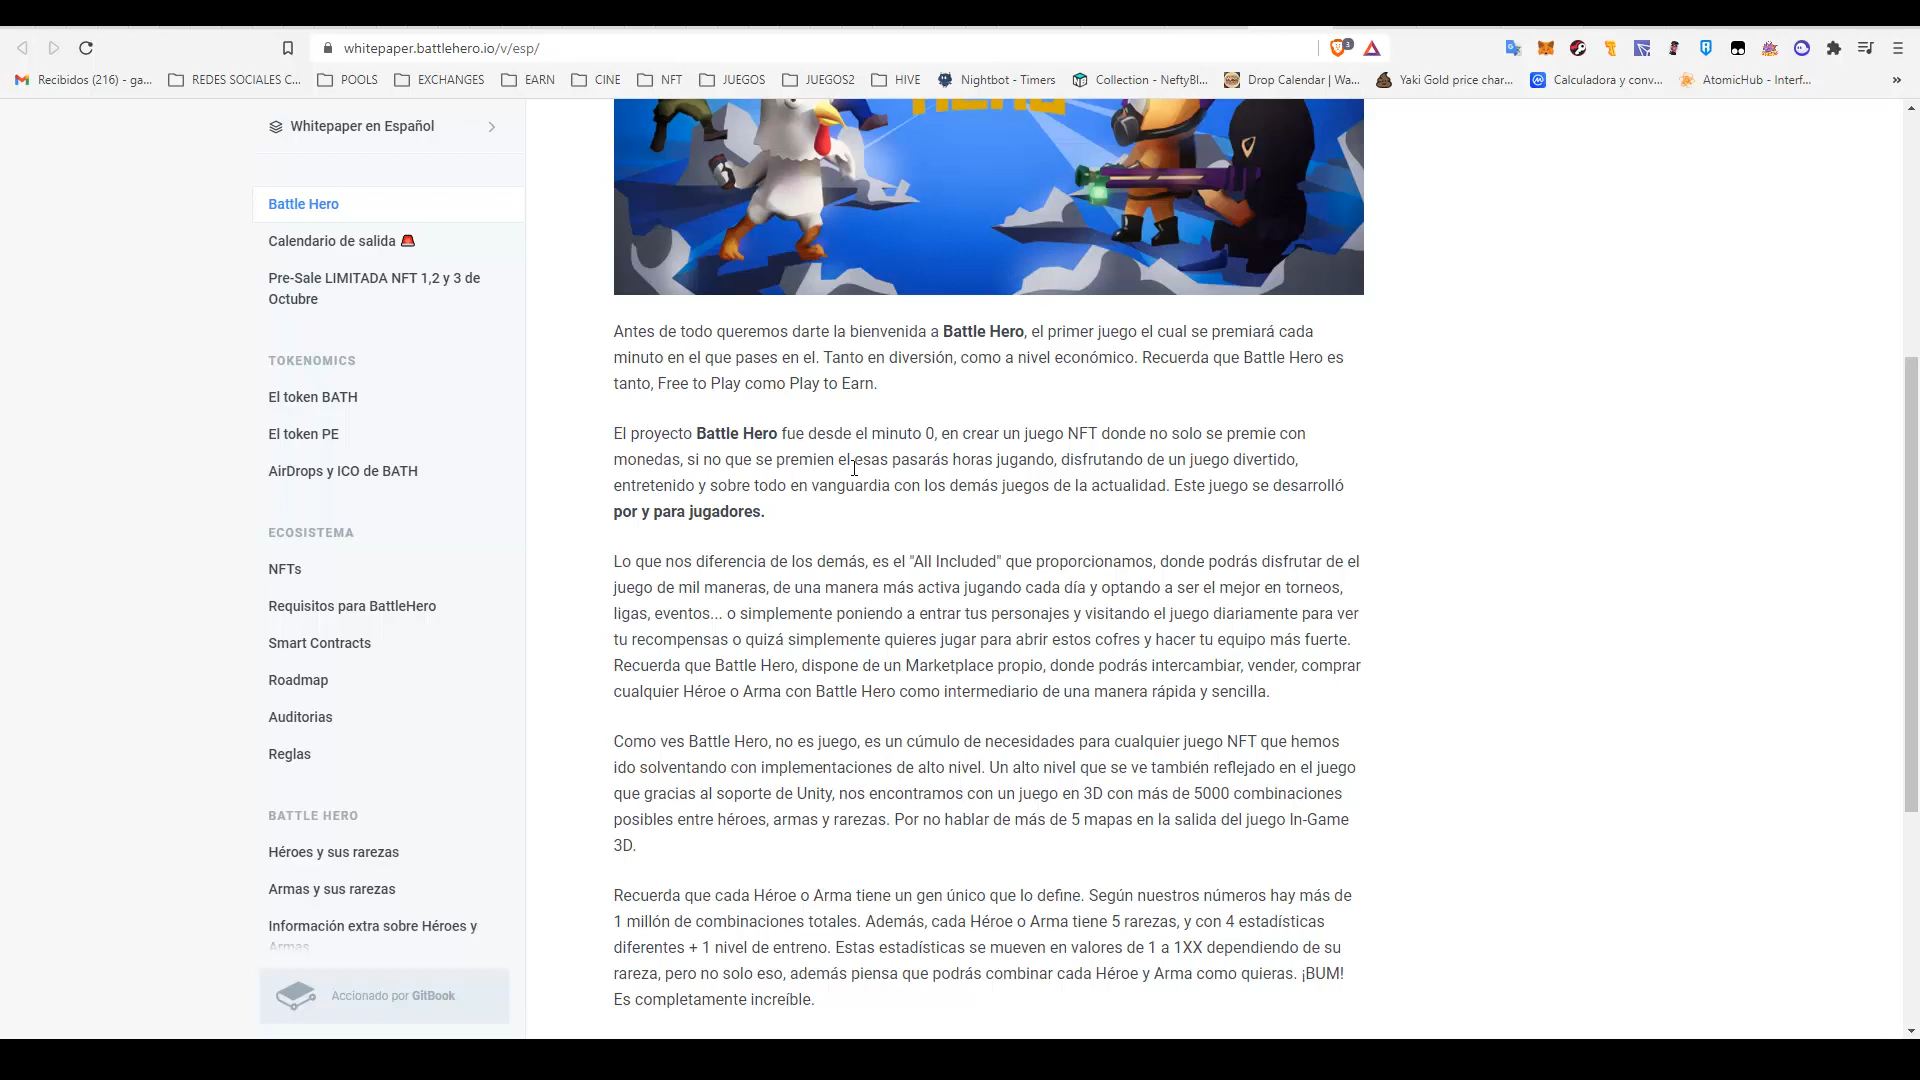 whitepaper.battlehero.io/v/esp/
3
Recibidos (216) - ga...
REDES SOCIALES C...
POOLS
EXCHANGES
EARN
CINE
NFT
JUEGOS
JUEGOS2
HIVE
Nightbot - Timers
Collection - NeftyBl...
Drop Calendar | Wa...
Yaki Gold price char...
Calculadora y conv...
AtomicHub - Interf...
»
Whitepaper en Español
Battle Hero
Calendario de salida
Pre-Sale LIMITADA NFT 1,2 y 3 de
Octubre
TOKENOMICS
El token BATH
El token PE
AirDrops y ICO de BATH
ECOSISTEMA
NFTs
Requisitos para BattleHero
Smart Contracts
Roadmap
Auditorias
Reglas
BATTLE HERO
Héroes y sus rarezas
Armas y sus rarezas
Información extra sobre Héroes y
Armas
Accionado por GitBook
HERO
Antes de todo queremos darte la bienvenida a Battle Hero, el primer juego el cual se premiará cada
minuto en el que pases en el. Tanto en diversión, como a nivel económico. Recuerda que Battle Hero es
tanto, Free to Play como Play to Earn.
El proyecto Battle Hero fue desde el minuto 0, en crear un juego NFT donde no solo se premie con
monedas, si no que se premien el esas pasarás horas jugando, disfrutando de un juego divertido,
entretenido y sobre todo en vanguardia con los demás juegos de la actualidad. Este juego se desarrolló
por y para jugadores.
Lo que nos diferencia de los demás, es el "All Included" que proporcionamos, donde podrás disfrutar de el
juego de mil maneras, de una manera más activa jugando cada día y optando a ser el mejor en torneos,
ligas, eventos... o simplemente poniendo a entrar tus personajes y visitando el juego diariamente para ver
tu recompensas o quizá simplemente quieres jugar para abrir estos cofres y hacer tu equipo más fuerte.
Recuerda que Battle Hero, dispone de un Marketplace propio, donde podrás intercambiar, vender, comprar
cualquier Héroe o Arma con Battle Hero como intermediario de una manera rápida y sencilla.
Como ves Battle Hero, no es juego, es un cúmulo de necesidades para cualquier juego NFT que hemos
ido solventando con implementaciones de alto nivel. Un alto nivel que se ve también reflejado en el juego
que gracias al soporte de Unity, nos encontramos con un juego en 3D con más de 5000 combinaciones
posibles entre héroes, armas y rarezas. Por no hablar de más de 5 mapas en la salida del juego In-Game
3D.
Recuerda que cada Héroe o Arma tiene un gen único que lo define. Según nuestros números hay más de
1 millón de combinaciones totales. Además, cada Héroe o Arma tiene 5 rarezas, y con 4 estadísticas
diferentes + 1 nivel de entreno. Estas estadísticas se mueven en valores de 1 a 1XX dependiendo de su
rareza, pero no solo eso, además piensa que podrás combinar cada Héroe y Arma como quieras. ¡BUM!
Es completamente increíble.